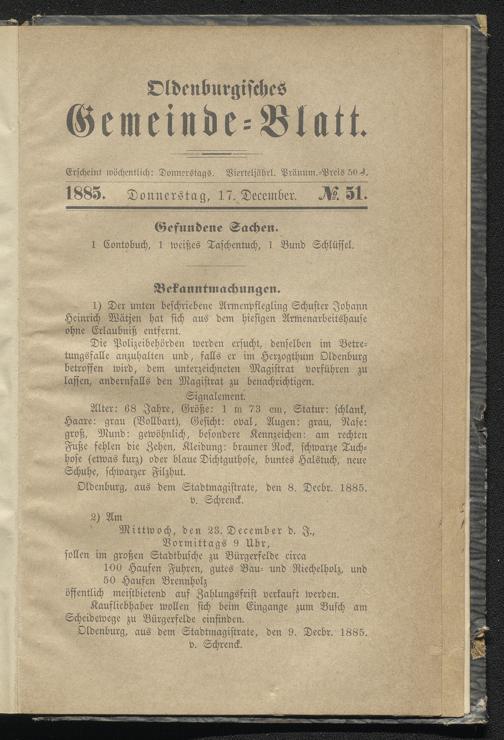 Oldenburgisches
Gemeinde=Blatt.
Erscheint wöchentlich: Donnerstags. Vierteljährl. Pränum.=Preis 50 ₰.
1885. Donnerstag, 17. December. № 51.
Gefundene Sachen.
1 Contobuch, 1 weißes Taschentuch, 1 Bund Schlüssel.
Bekanntmachungen.
1) Der unten beschriebene Armenpflegling Schuster Johann
Heinrich Wätjen hat sich aus dem hiesigen Armenarbeitshause
ohne Erlaubniß entfernt.
Die Polizeibehörden werden ersucht, denselben im Betre-
tungsfalle anzuhalten und, falls er im Herzogthum Oldenburg
betroffen wird, dem unterzeichneten Magistrat vorführen zu
lassen, andernfalls den Magistrat zu benachrichtigen.
Signalement.
Alter: 68 Jahre, Größe: 1 m 73 cm, Statur: schlank,
Haare: grau (Vollbart), Gesicht: oval, Augen: grau, Nase:
groß, Mund: gewöhnlich, besondere Kennzeichen: am rechten
Fuße fehlen die Zehen, Kleidung: brauner Rock, schwarze Tuch-
hose (etwas kurz) oder blaue Dichtguthose, buntes Halstuch, neue
Schuhe, schwarzer Filzhut.
Oldenburg, aus dem Stadtmagistrate, den 8. Decbr. 1885.
v. Schrenck.
2) Am
Mittwoch, den 23. December d. J.,
Vormittags 9 Uhr,
sollen im großen Stadtbusche zu Bürgerfelde circa
100 Haufen Fuhren, gutes Bau- und Riechelholz, und
50 Haufen Brennholz
öffentlich meistbietend auf Zahlungsfrist verkauft werden.
Kaufliebhaber wollen sich beim Eingange zum Busch am
Scheidewege zu Bürgerfelde einfinden.
Oldenburg, aus dem Stadtmagistrate, den 9. Decbr. 1885.
v. Schrenck.